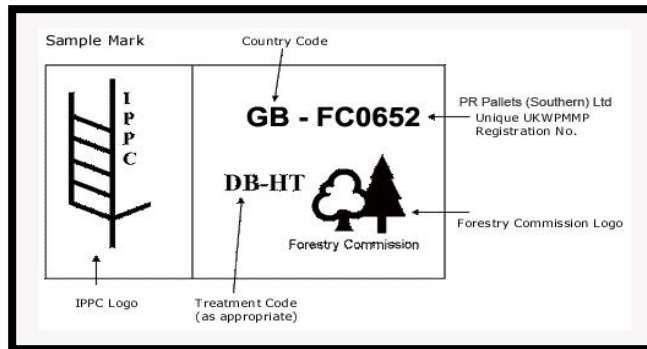 Sample Mark
Country Code
I
P
P
C
GB - FC0652
PR Pallets (Southern) Ltd
Unique UKWPMMP
Registration No.
DB-HT
Forestry Commission
Forestry Commission Logo
IPPC Logo
Treatment Code
(as appropriate)